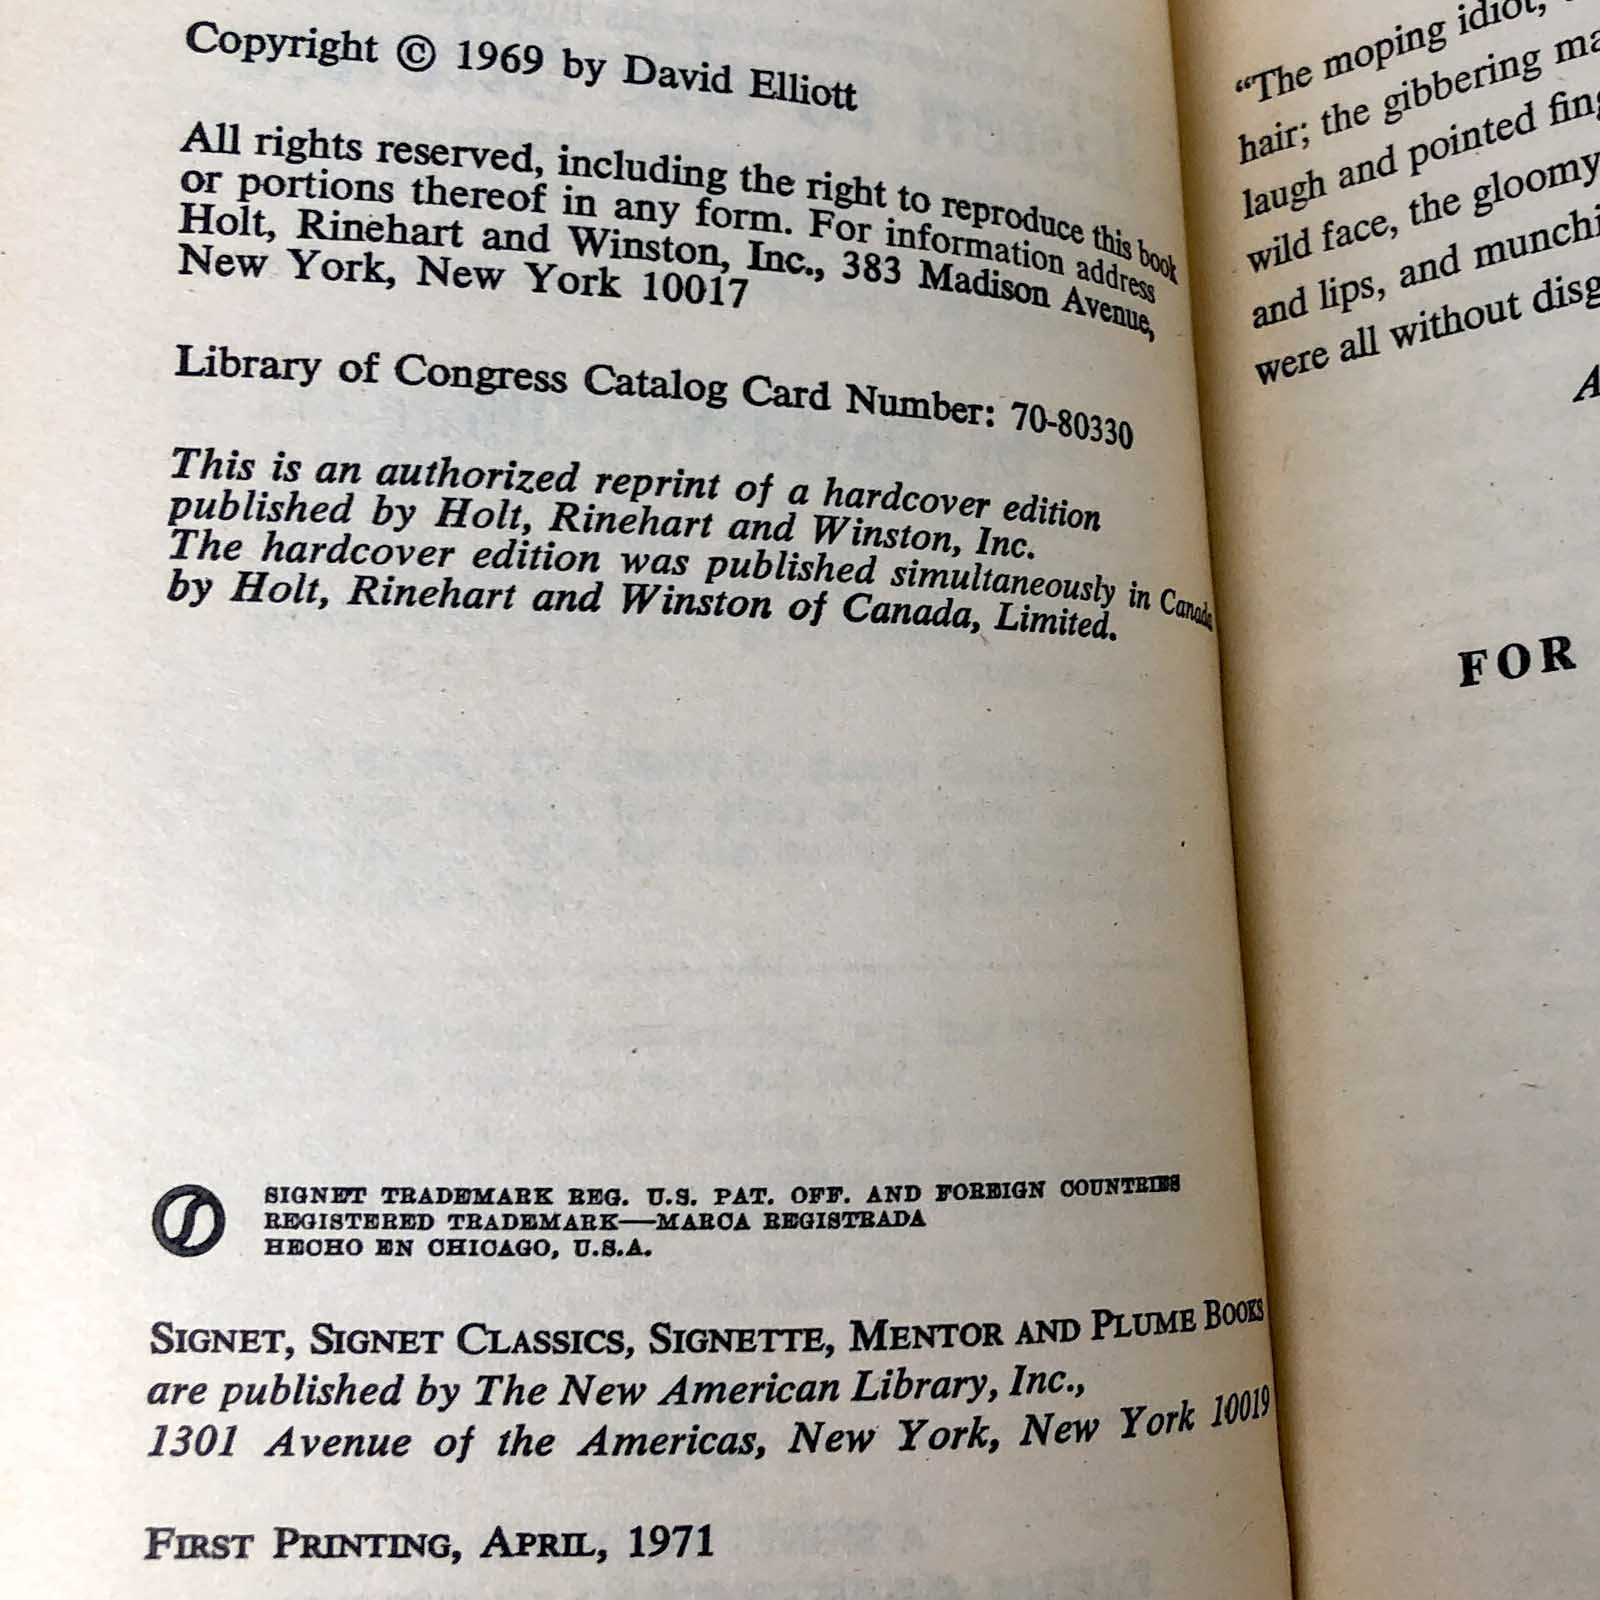 Copyright © 1969 by David Elliott
All rights reserved, including the right to reproduce this book
or portions thereof in any form. For information address
Holt, Rinehart and Winston, Inc., 383 Madison Avenue,
New York, New York 10017
Library of Congress Catalog Card Number: 70-80330
This is an authorized reprint of a hardcover edition
published by Holt, Rinehart and Winston, Inc.
The hardcover edition was published simultaneously in Canada
by Holt, Rinehart and Winston of Canada, Limited.
SIGNET TRADEMARK REG. U.S. PAT. OFF. AND FOREIGN COUNTRIES
REGISTERED TRADEMARK—MARCA REGISTRADA
HECHO EN CHICAGO, U.S.A.
SIGNET, SIGNET CLASSICS, SIGNETTE, MENTOR AND PLUME BOOKS
are published by The New American Library, Inc.,
1301 Avenue of the Americas, New York, New York 10019
FIRST PRINTING, APRIL, 1971
“The moping idiot,
hair; the gibbering
laugh and pointed
wild face, the gloomy
and lips, and
were all without
FOR